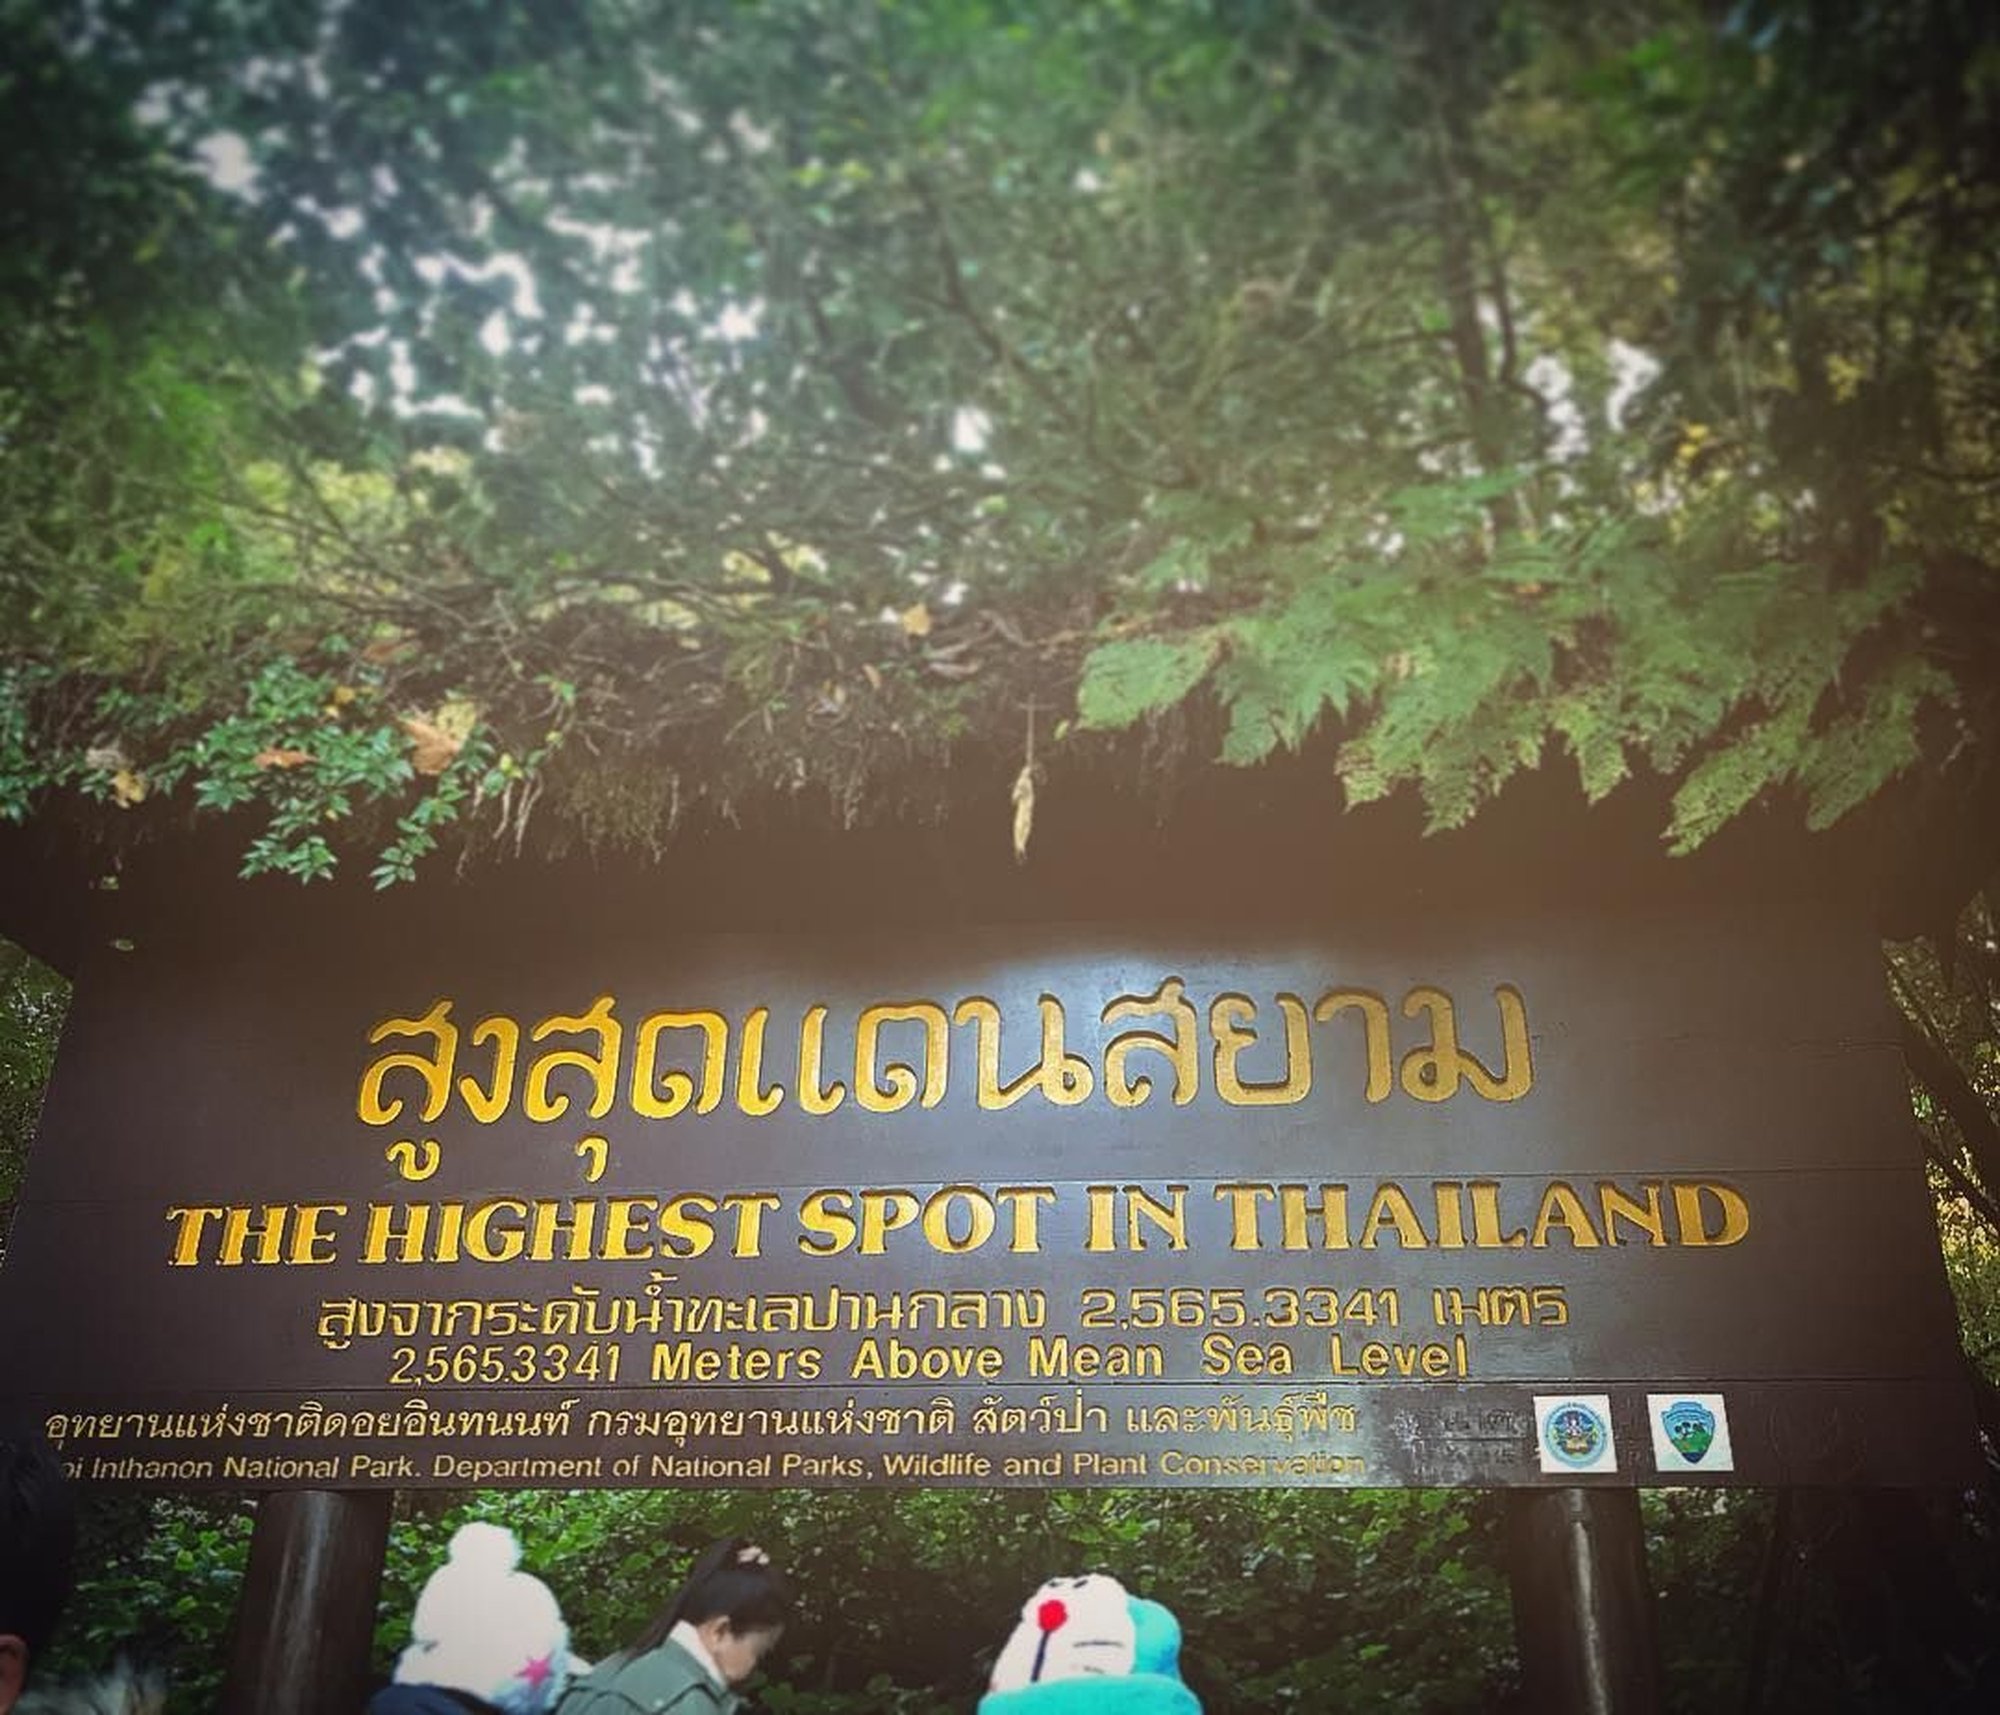 สูงสุดแดนสยาม
THE HIGHEST SPOT IN THAILAND
สูงจากระดับน้ำทะเลปานกลาง 2,565.3341 เมตร
2,565.3341 Meters Above Mean Sea Level
อุทยานแห่งชาติดอยอินทนนท์ กรมอุทยานแห่งชาติ สัตว์ป่า และพันธุ์พืช
oi Inthanon National Park. Department of National Parks, Wildlife and Plant Conservation